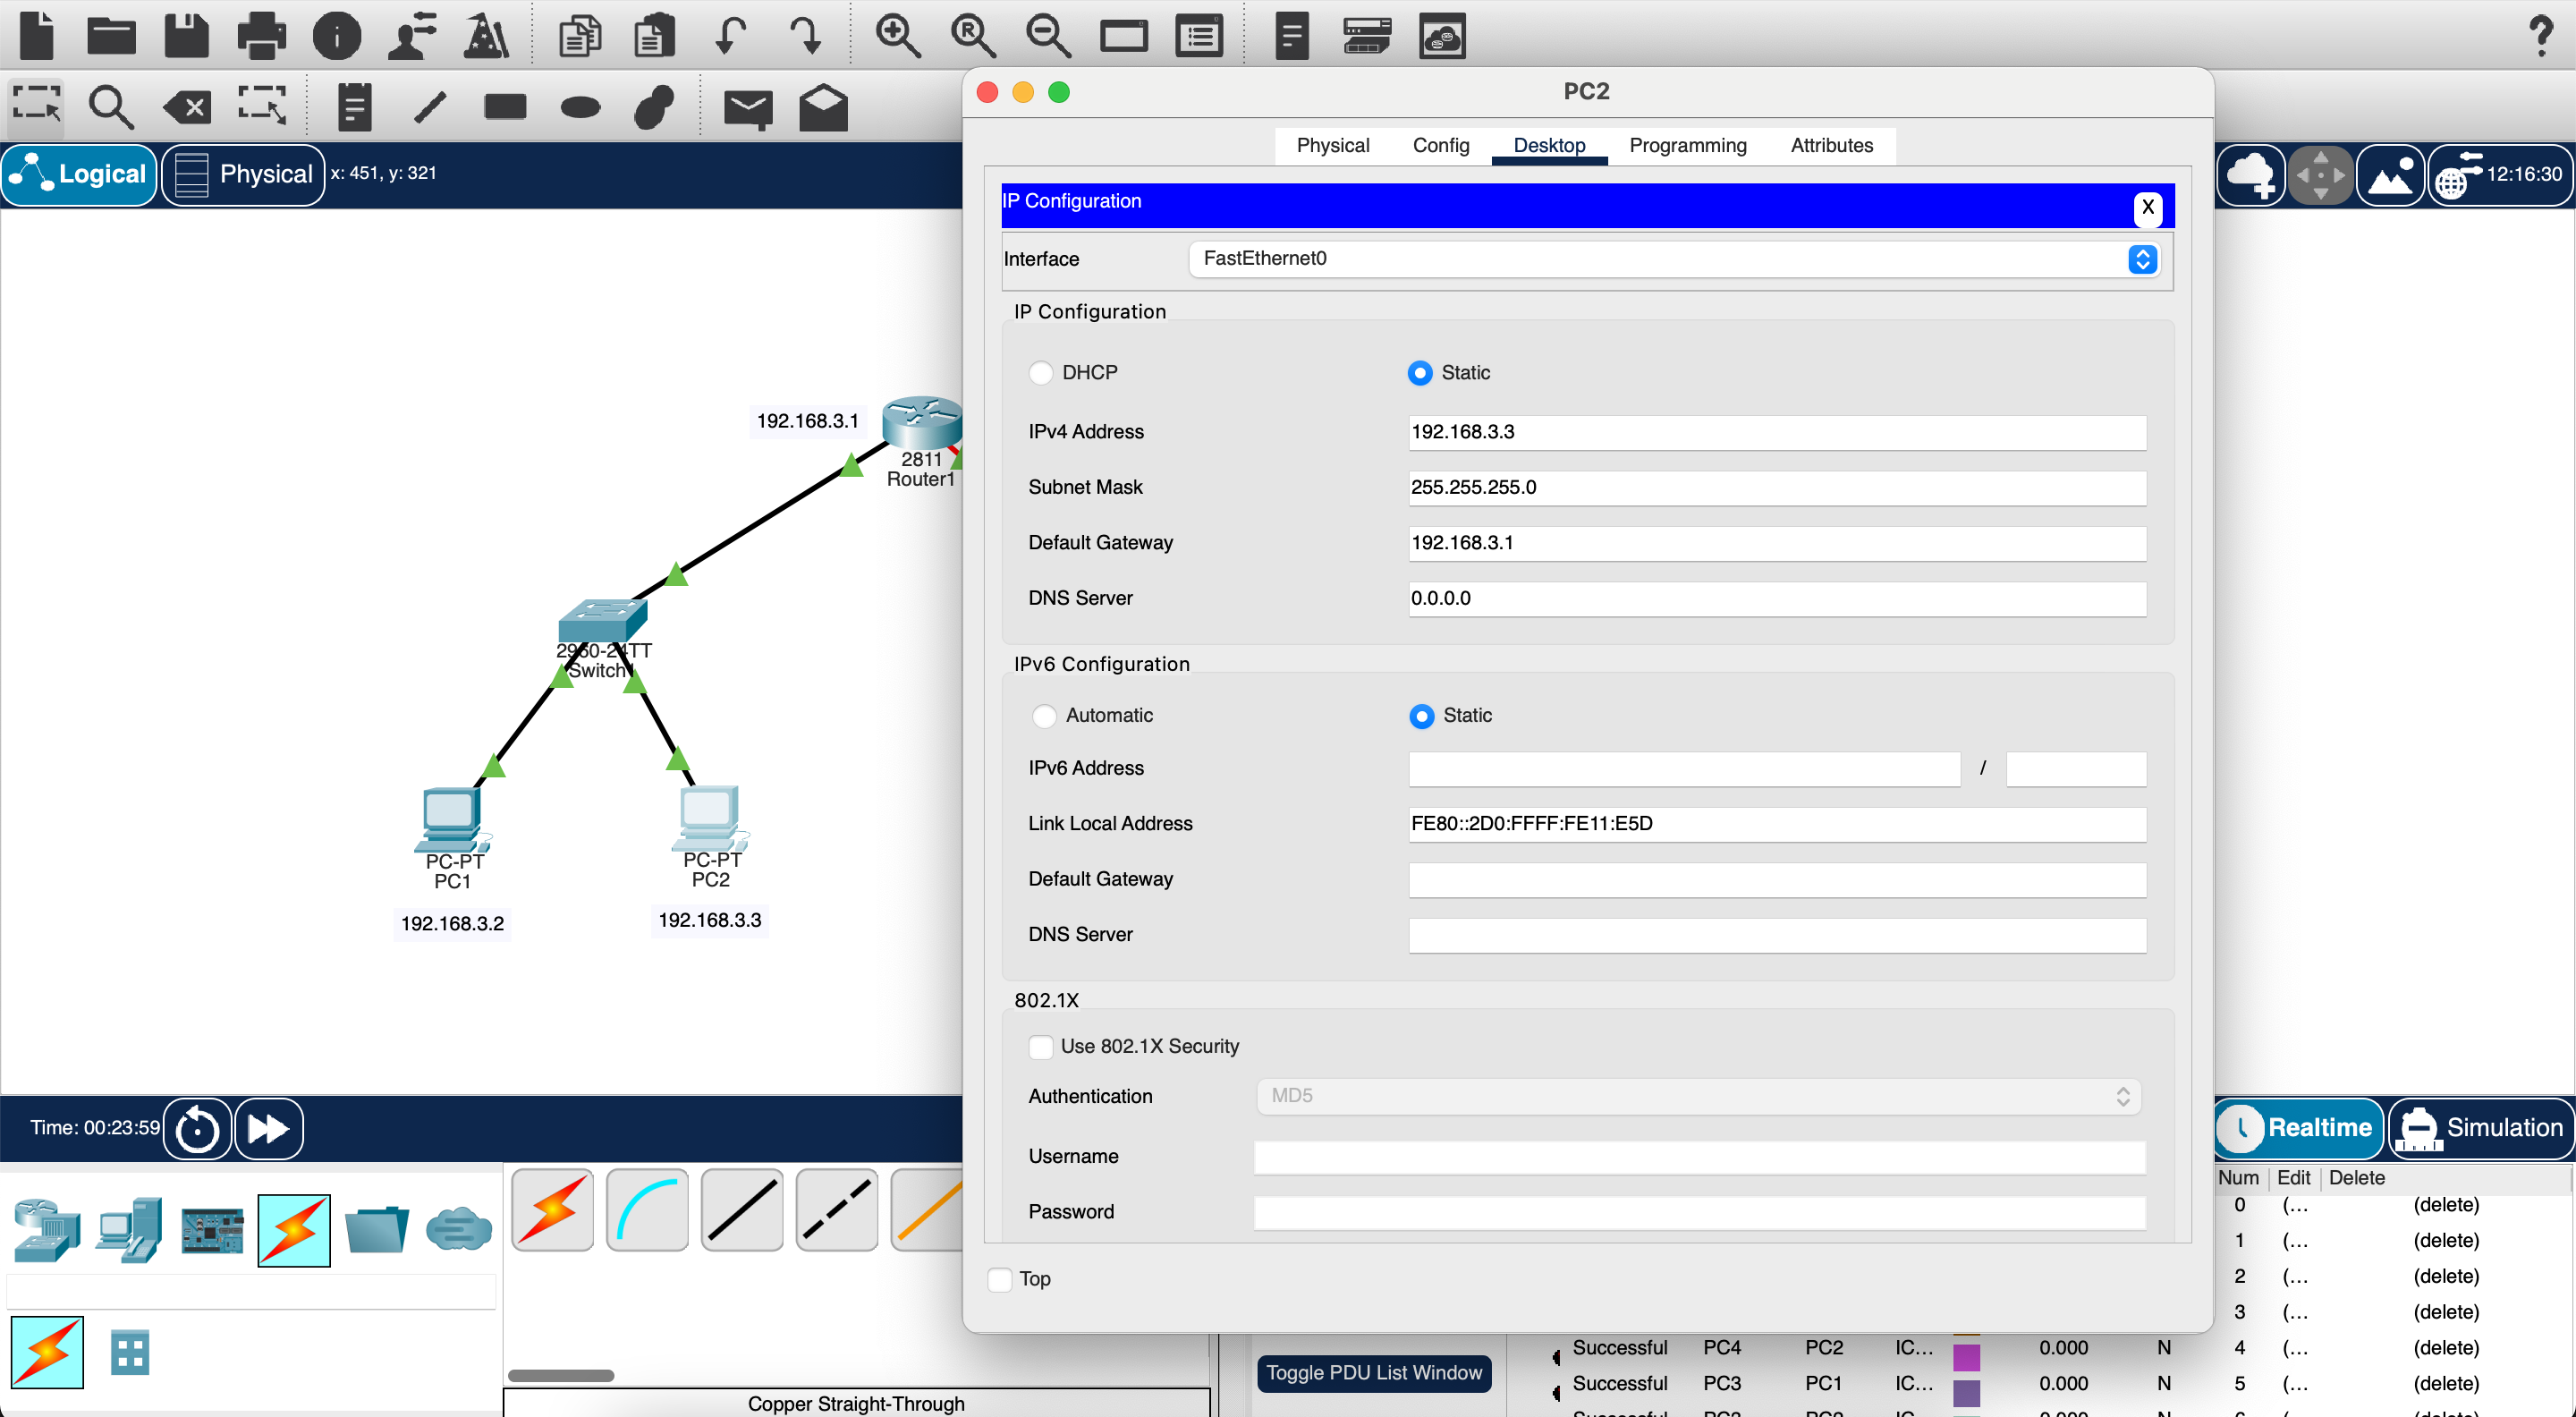 PC2
Physical Config Desktop Programming Attributes
Logical
Physical
x: 451, y: 321
12:16:30
IP Configuration
X
Interface
FastEthernet0
IP Configuration
DHCP
Static
IPv4 Address
192.168.3.3
Subnet Mask
255.255.255.0
Default Gateway
192.168.3.1
DNS Server
0.0.0.0
IPv6 Configuration
Automatic
Static
IPv6 Address
/
Link Local Address
FE80::2D0:FFFF:FE11:E5D
Default Gateway
DNS Server
802.1X
Use 802.1X Security
Authentication
MD5
Username
Password
Top
192.168.3.1
2811
Router1
2950-24TT
Switch1
PC-PT
PC1
192.168.3.2
PC-PT
PC2
192.168.3.3
Time: 00:23:59
Realtime
Simulation
Copper Straight-Through
Toggle PDU List Window
Num Edit Delete
0 (... (delete)
1 (... (delete)
2 (... (delete)
3 (... (delete)
Successful PC4 PC2 IC... 0.000 N 4 (... (delete)
Successful PC3 PC1 IC... 0.000 N 5 (... (delete)